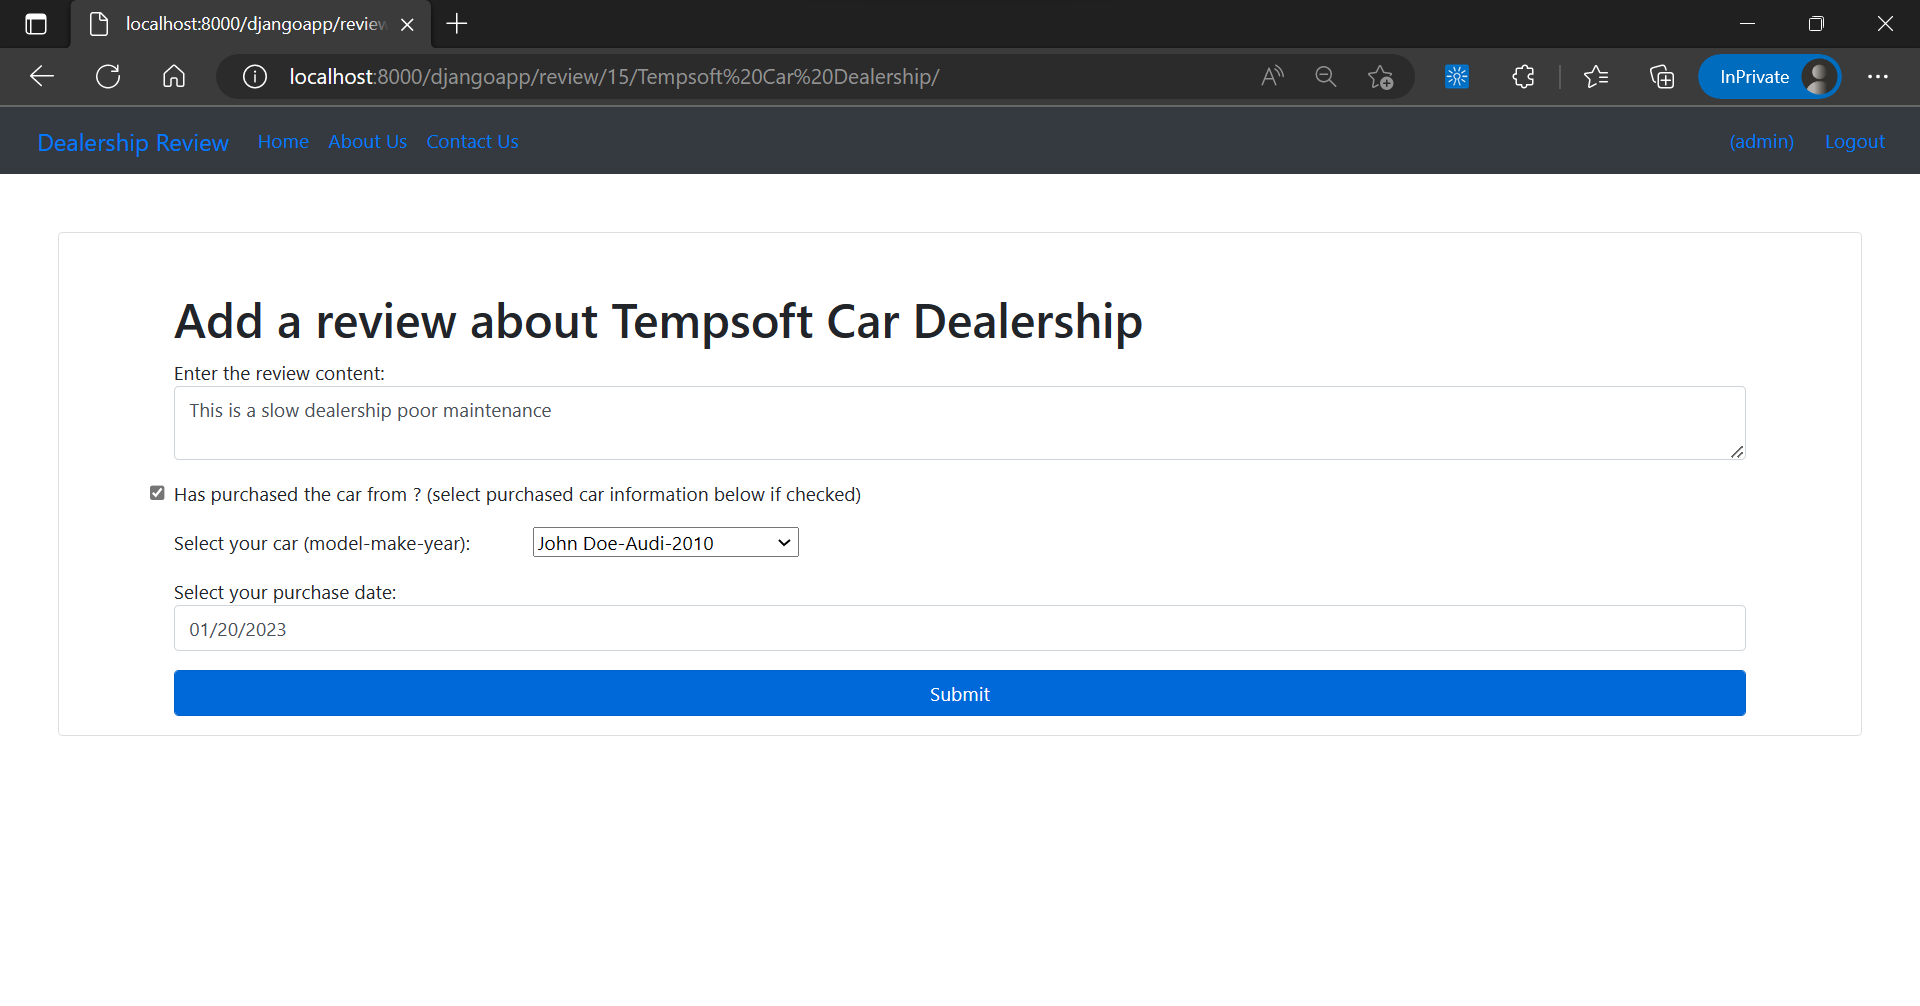 localhost:8000/djangoapp/review
localhost:8000/djangoapp/review/15/Tempsoft%20Car%20Dealership/
InPrivate
Dealership Review Home About Us Contact Us (admin) Logout
Add a review about Tempsoft Car Dealership
Enter the review content:
This is a slow dealership poor maintenance
Has purchased the car from ? (select purchased car information below if checked)
Select your car (model-make-year): John Doe-Audi-2010
Select your purchase date:
01/20/2023
Submit